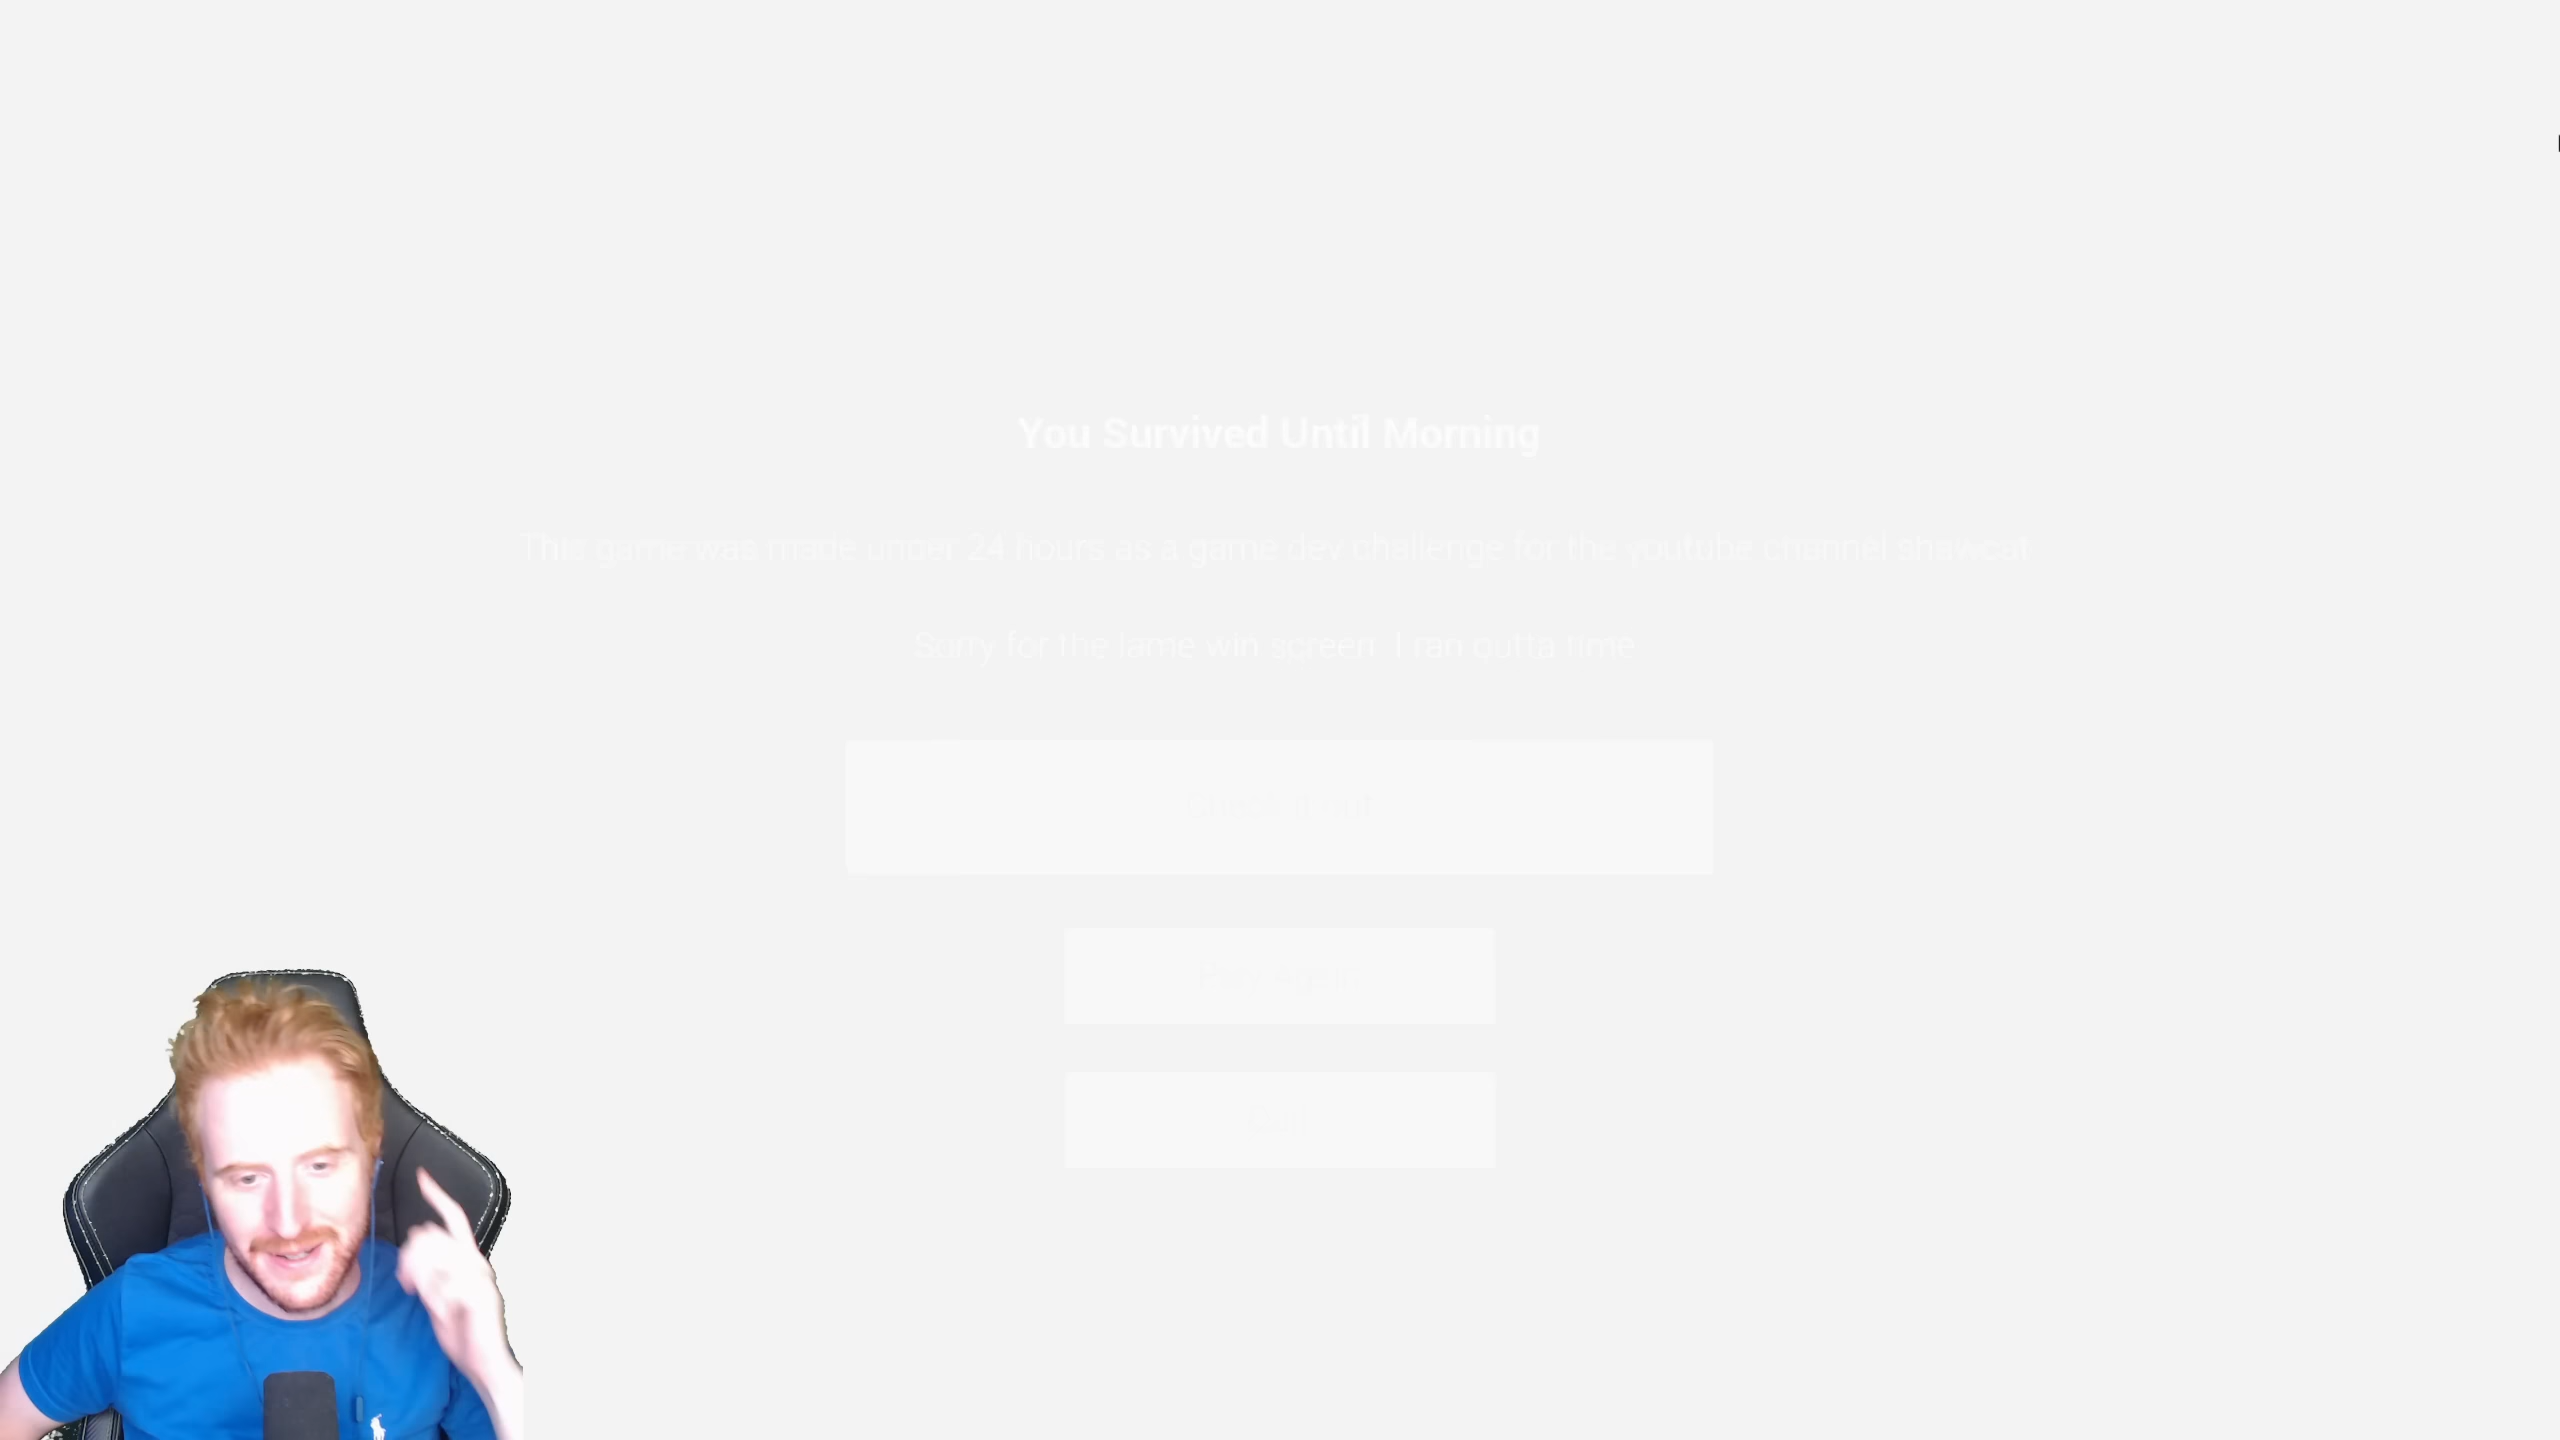 You Survived Until Morning
This game was made under 24 hours as a game dev challenge for the youtube channel shawcat
Sorry for the lame win screen. I ran outta time
Check it out
Play Again